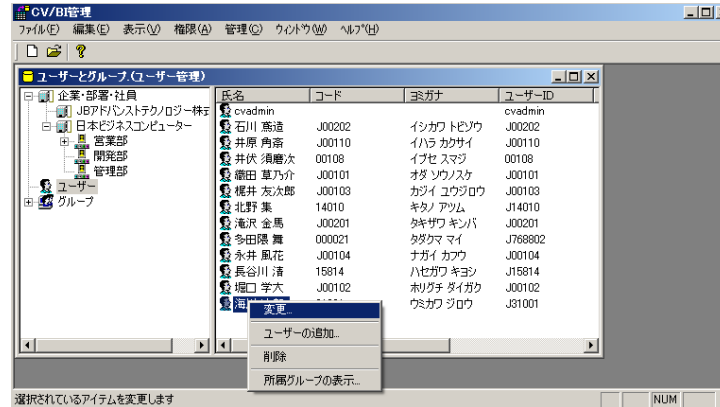 CV/BI管理
ファイル(F) 編集(E) 表示(V) 権限(A) 管理(C) ウィンドウ(W) ヘルプ(H)
ユーザーとグループ.(ユーザー管理)
企業・部署・社員
JBアドバンストテクノロジー株式
日本ビジネスコンピューター
営業部
開発部
管理部
ユーザー
グループ
氏名 コード ヨミガナ ユーザーID
cvadmin cvadmin
石川 蔦造 J00202 イシカワ トビゾウ J00202
井原 角斎 J00110 イハラ カクサイ J00110
井伏 須磨次 00108 イブセ スマジ 00108
織田 草乃介 J00101 オダ ソウノスケ J00101
梶井 友次郎 J00103 カジイ ユウジロウ J00103
北野 集 14010 キタノ アツム J14010
滝沢 金馬 J00201 タキザワ キンバ J00201
多田隈 舞 000021 タダクマ マイ J768802
永井 風花 J00104 ナガイ カフウ J00104
長谷川 清 15814 ハセガワ キヨシ J15814
堀口 学大 J00102 ホリグチ ダイガク J00102
ウミカワ ジロウ J31001
変更...
ユーザーの追加...
削除
所属グループの表示...
選択されているアイテムを変更します
NUM